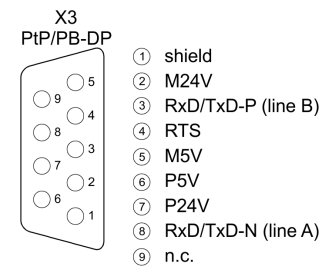 X3
PtP/PB-DP
5
9
4
8
3
7
2
6
1
1 shield
2 M24V
3 RxD/TxD-P (line B)
4 RTS
5 M5V
6 P5V
7 P24V
8 RxD/TxD-N (line A)
9 n.c.